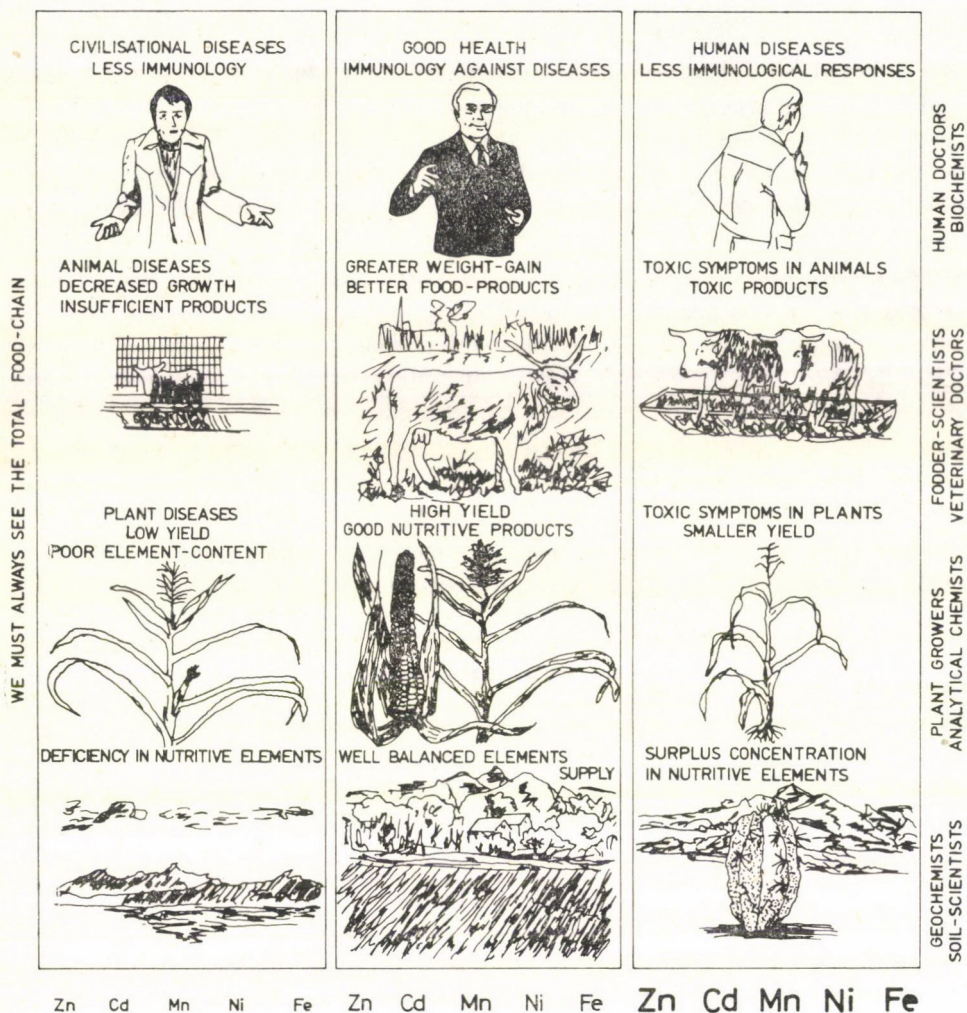 WE MUST ALWAYS SEE THE TOTAL FOOD-CHAIN
CIVILISATIONAL DISEASES
LESS IMMUNOLOGY
ANIMAL DISEASES
DECREASED GROWTH
INSUFFICIENT PRODUCTS
PLANT DISEASES
LOW YIELD
POOR ELEMENT-CONTENT
DEFICIENCY IN NUTRITIVE ELEMENTS
Zn Cd Mn Ni Fe
GOOD HEALTH
IMMUNOLOGY AGAINST DISEASES
GREATER WEIGHT-GAIN
BETTER FOOD-PRODUCTS
HIGH YIELD
GOOD NUTRITIVE PRODUCTS
WELL BALANCED ELEMENTS
SUPPLY
Zn Cd Mn Ni Fe
HUMAN DISEASES
LESS IMMUNOLOGICAL RESPONSES
TOXIC SYMPTOMS IN ANIMALS
TOXIC PRODUCTS
TOXIC SYMPTOMS IN PLANTS
SMALLER YIELD
SURPLUS CONCENTRATION
IN NUTRITIVE ELEMENTS
Zn Cd Mn Ni Fe
HUMAN DOCTORS
BIOCHEMISTS
FODDER-SCIENTISTS
VETERINARY DOCTORS
PLANT GROWERS
ANALYTICAL CHEMISTS
GEOCHEMISTS
SOIL-SCIENTISTS